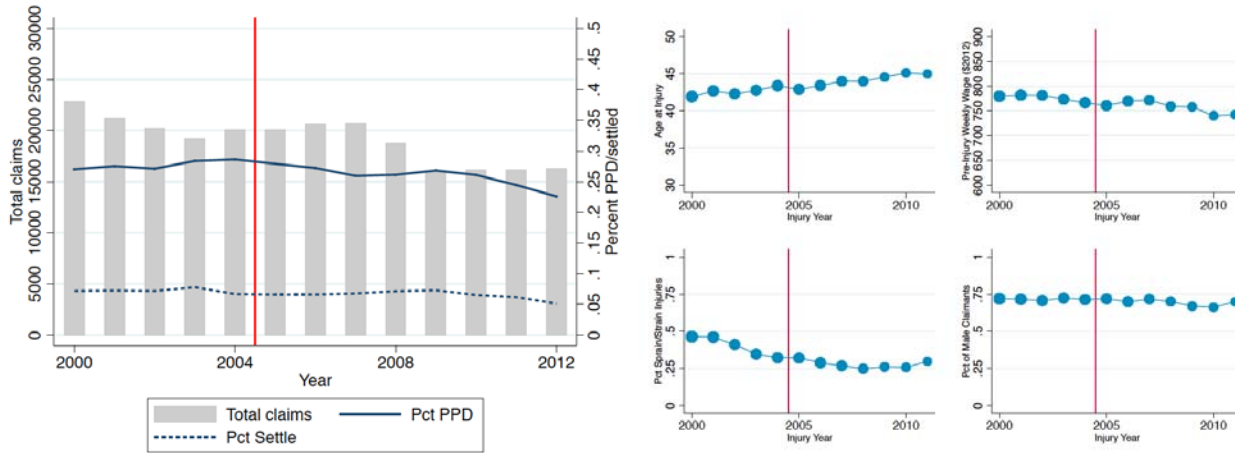 Total claims
0 5000 10000 15000 20000 25000 30000
0 .05 .1 .15 .2 .25 .3 .35 .4 .45 .5
Percent PPD/settled
2000 2004 2008 2012
Year
Total claims Pct PPD
Pct Settle
Age at Injury
30 35 40 45 50
2000 2005 2010
Injury Year
Pre-Injury Weekly Wage ($2012)
600 650 700 750 800 850 900
2000 2005 2010
Injury Year
Pct Sprain/Strain Injuries
0 .25 .5 .75 1
2000 2005 2010
Injury Year
Pct of Male Claimants
0 .25 .5 .75 1
2000 2005 2010
Injury Year